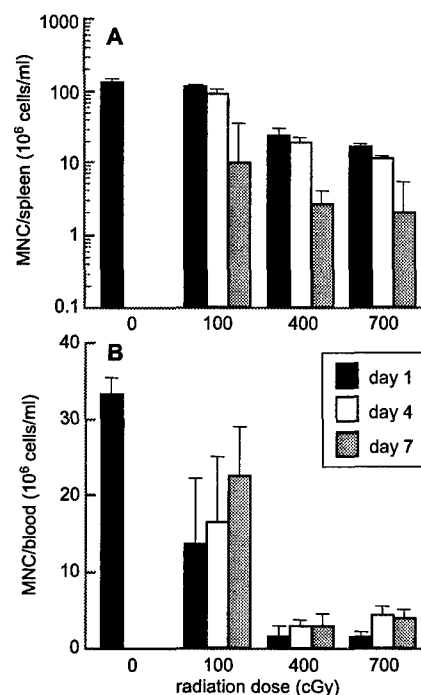 A
MNC/spleen (10⁶ cells/ml)
1000
100
10
1
0.1
0
100
400
700
B
MNC/blood (10⁶ cells/ml)
40
30
20
10
0
day 1
day 4
day 7
0
100
400
700
radiation dose (cGy)